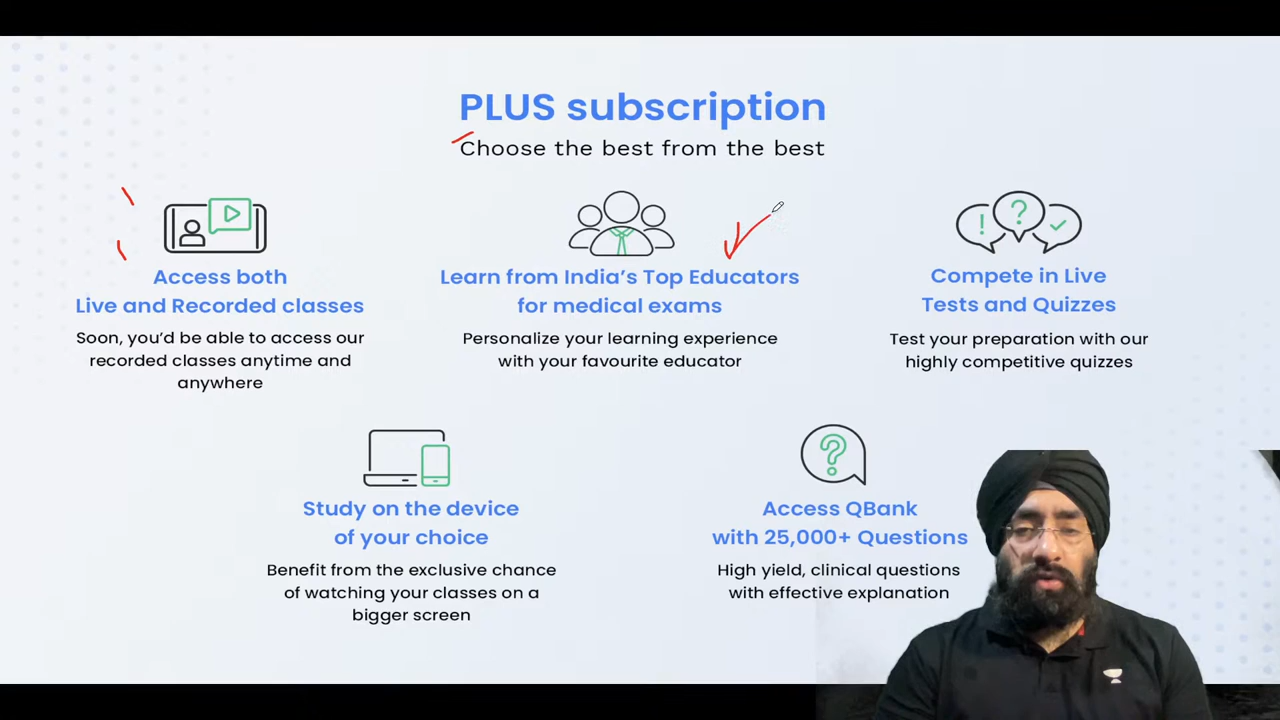 PLUS subscription
Choose the best from the best
Access both
Live and Recorded classes
Soon, you'd be able to access our
recorded classes anytime and
anywhere
Learn from India's Top Educators
for medical exams
Personalize your learning experience
with your favourite educator
Compete in Live
Tests and Quizzes
Test your preparation with our
highly competitive quizzes
Study on the device
of your choice
Benefit from the exclusive chance
of watching your classes on a
bigger screen
Access QBank
with 25,000+ Questions
High yield, clinical questions
with effective explanation